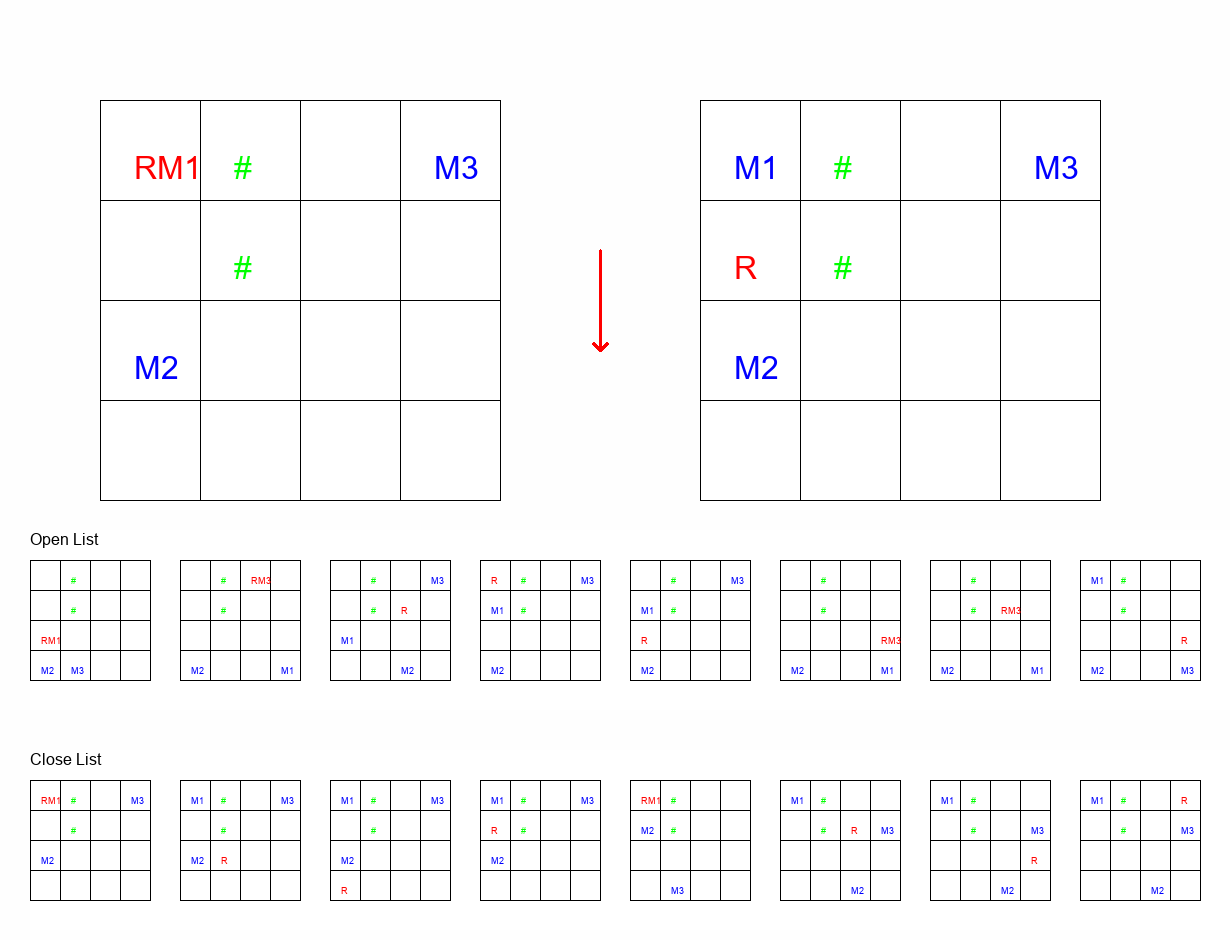 RM1 # M3 M1 # M3
# R #
M2 M2
Open List
# # RM3 # M3 R # M3 # M3 # # M1 #
# # # R M1 # M1 # # # RM3 #
RM1 M1 R RM3 R
M2 M3 M2 M1 M2 M2 M2 M2 M1 M2 M1 M2 M3
Close List
RM1 # M3 M1 # M3 M1 # M3 M1 # M3 RM1 # M1 # M1 # M1 # R
# # # R # M2 # # R M3 # M3 # M3
M2 M2 R M2 M2 R
R M3 M2 M2 M2